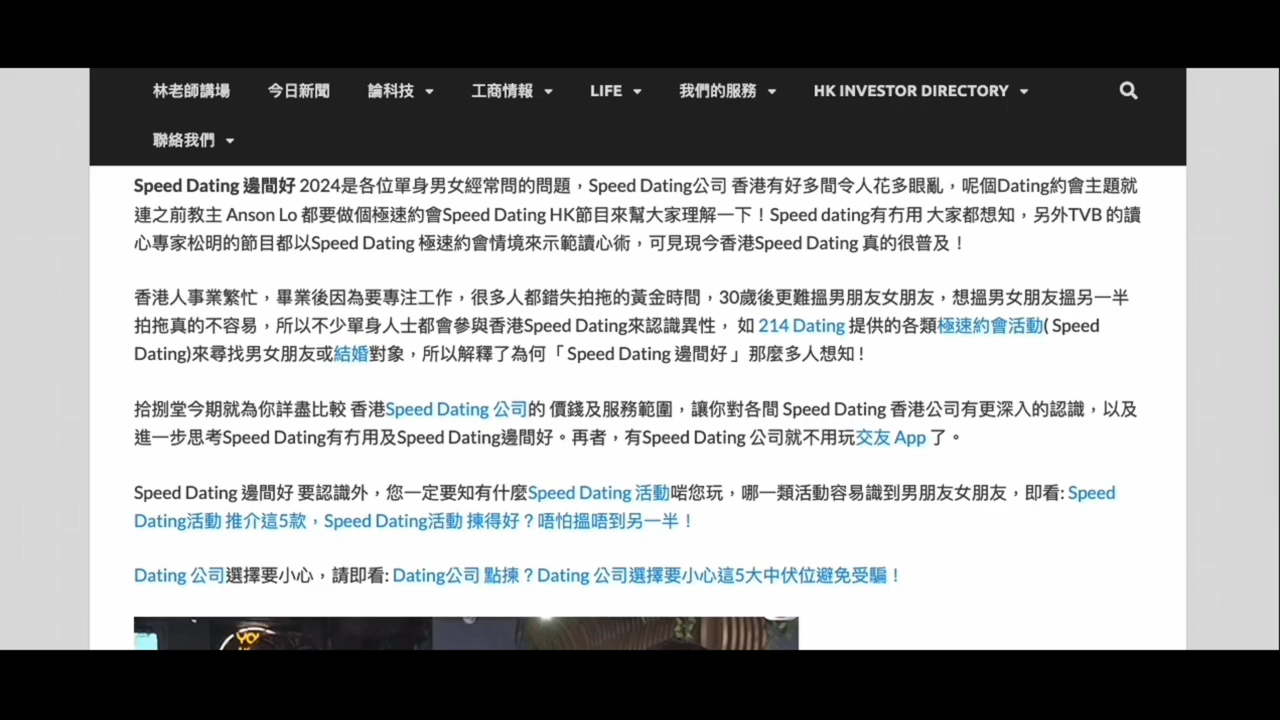 林老師講場 今日新聞 論科技 工商情報 LIFE 我們的服務 HK INVESTOR DIRECTORY
聯絡我們
Speed Dating 邊間好 2024是各位單身男女經常問的問題，Speed Dating公司 香港有好多間令人花多眼亂，呢個Dating約會主題就
連之前教主 Anson Lo 都要做個極速約會Speed Dating HK節目來幫大家理解一下！Speed dating有冇用 大家都想知，另外TVB 的讀
心專家松明的節目都以Speed Dating 極速約會情境來示範讀心術，可見現今香港Speed Dating 真的很普及！
香港人事業繁忙，畢業後因為要專注工作，很多人都錯失拍拖的黃金時間，30歲後更難搵男朋友女朋友，想搵男女朋友搵另一半
拍拖真的不容易，所以不少單身人士都會參與香港Speed Dating來認識異性， 如 214 Dating 提供的各類極速約會活動( Speed
Dating)來尋找男女朋友或結婚對象，所以解釋了為何「 Speed Dating 邊間好 」那麼多人想知 !
拾捌堂今期就為你詳盡比較 香港Speed Dating 公司的 價錢及服務範圍，讓你對各間 Speed Dating 香港公司有更深入的認識，以及
進一步思考Speed Dating有冇用及Speed Dating邊間好。再者，有Speed Dating 公司就不用玩交友 App 了。
Speed Dating 邊間好 要認識外，您一定要知有什麼Speed Dating 活動啱您玩，哪一類活動容易識到男朋友女朋友，即看: Speed
Dating活動 推介這5款，Speed Dating活動 揀得好？唔怕搵唔到另一半！
Dating 公司選擇要小心，請即看: Dating公司 點揀？Dating 公司選擇要小心這5大中伏位避免受騙！